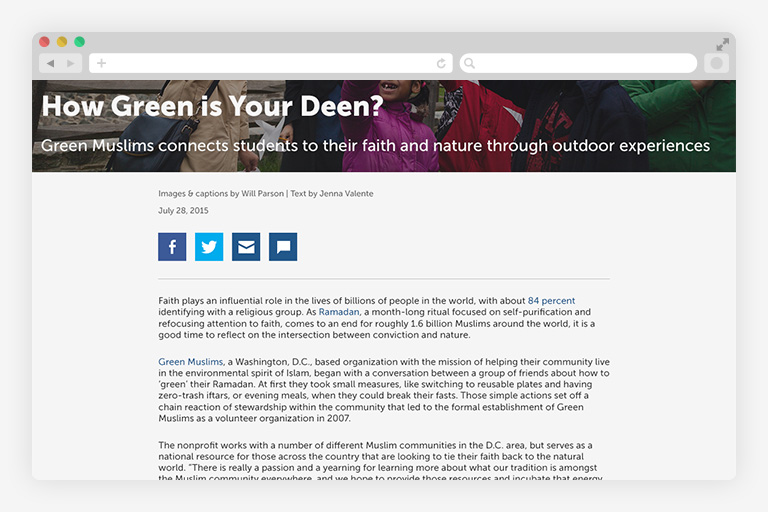 How Green is Your Deen?
Green Muslims connects students to their faith and nature through outdoor experiences
Images & captions by Will Parson | Text by Jenna Valente
July 28, 2015
Faith plays an influential role in the lives of billions of people in the world, with about 84 percent
identifying with a religious group. As Ramadan, a month-long ritual focused on self-purification and
refocusing attention to faith, comes to an end for roughly 1.6 billion Muslims around the world, it is a
good time to reflect on the intersection between conviction and nature.
Green Muslims, a Washington, D.C., based organization with the mission of helping their community live
in the environmental spirit of Islam, began with a conversation between a group of friends about how to
‘green’ their Ramadan. At first they took small measures, like switching to reusable plates and having
zero-trash iftars, or evening meals, when they could break their fasts. Those simple actions set off a
chain reaction of stewardship within the community that led to the formal establishment of Green
Muslims as a volunteer organization in 2007.
The nonprofit works with a number of different Muslim communities in the D.C. area, but serves as a
national resource for those across the country that are looking to tie their faith back to the natural
world. “There is really a passion and a yearning for learning more about what our tradition is amongst
the Muslim community everywhere, and we hope to provide those resources and incubate that energy